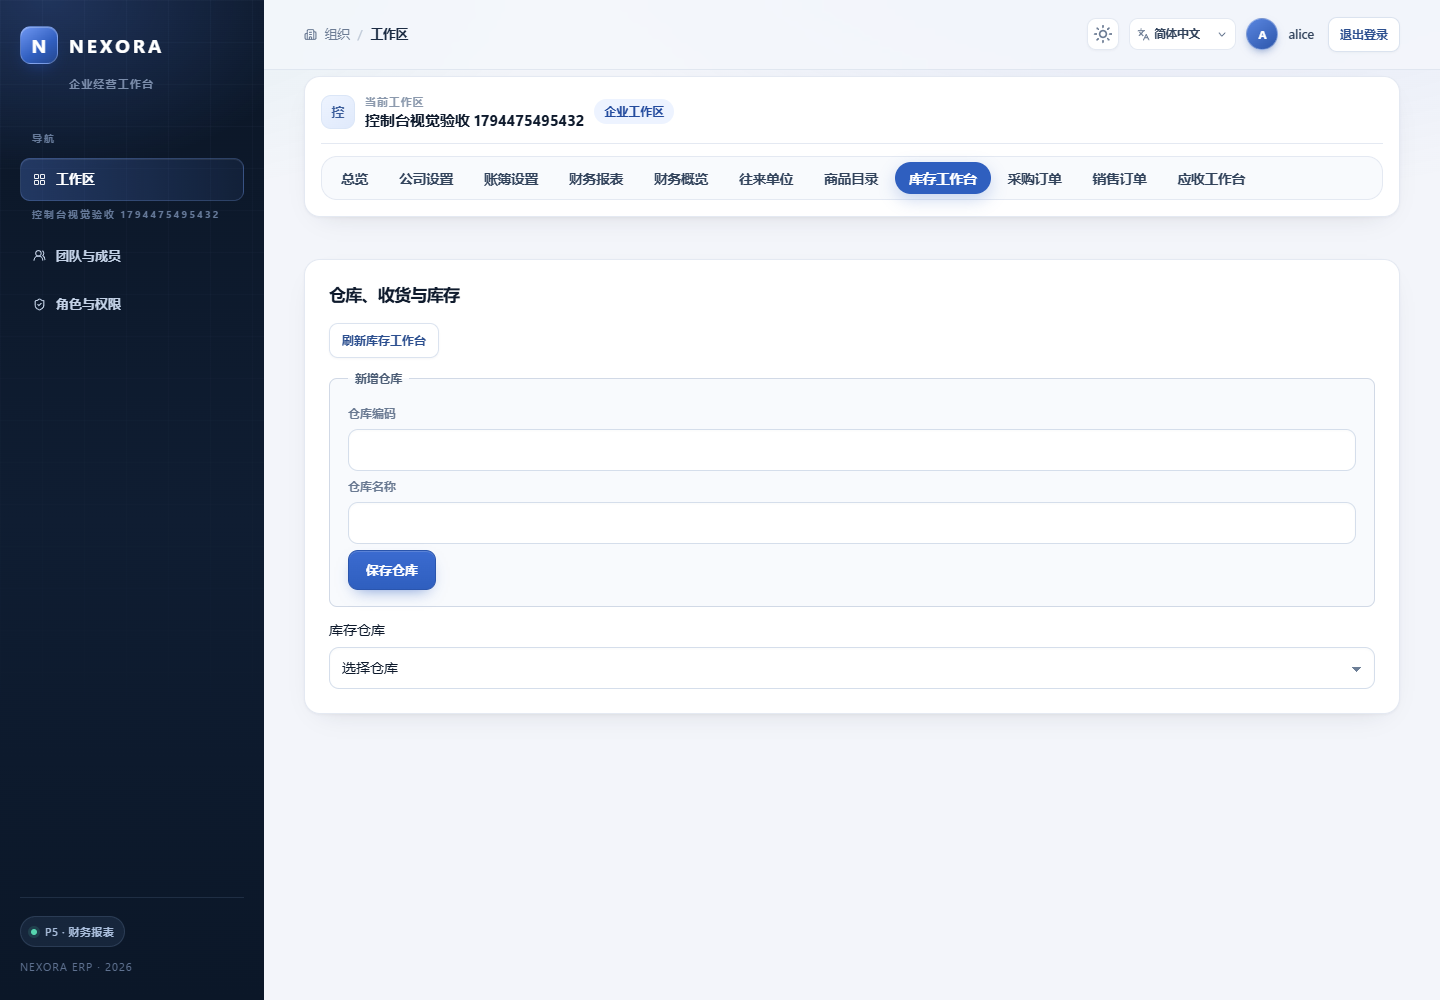 N NEXORA
企业经营工作台
导航
工作区
控制台视觉验收 1794475495432
团队与成员
角色与权限
P5 · 财务报表
NEXORA ERP · 2026
组织 / 工作区
简体中文
A alice
退出登录
控
当前工作区
控制台视觉验收 1794475495432
企业工作区
总览 公司设置 账簿设置 财务报表 财务概览 往来单位 商品目录 库存工作台 采购订单 销售订单 应收工作台
仓库、收货与库存
刷新库存工作台
新增仓库
仓库编码
仓库名称
保存仓库
库存仓库
选择仓库